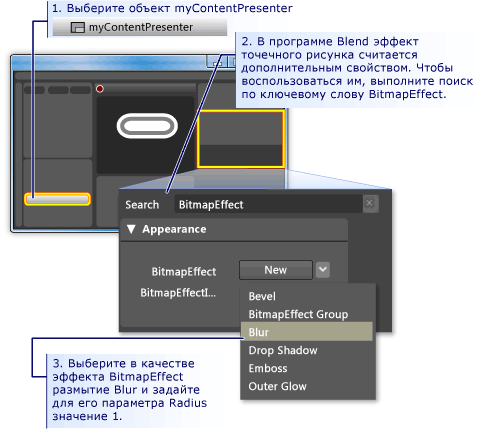 1. Выберите объект myContentPresenter
myContentPresenter
2. В программе Blend эффект
точечного рисунка считается
дополнительным свойством. Чтобы
воспользоваться им, выполните поиск
по ключевому слову BitmapEffect.
Search
BitmapEffect
Appearance
BitmapEffect
New
BitmapEffectI...
Bevel
BitmapEffect Group
Blur
Drop Shadow
Emboss
Outer Glow
3. Выберите в качестве
эффекта BitmapEffect
размытие Blur и задайте
для его параметра Radius
значение 1.